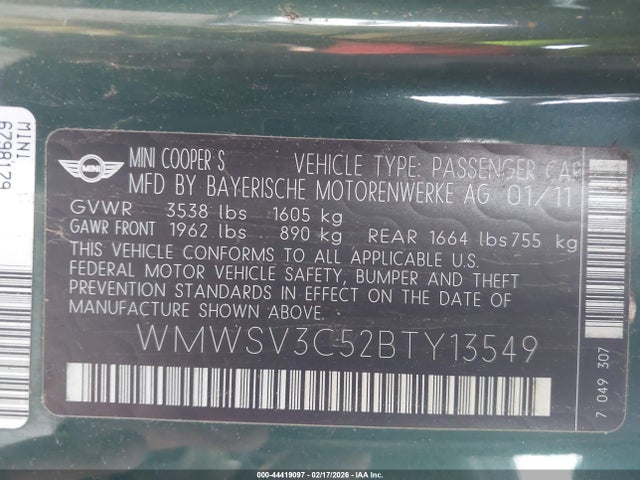 MINI
6298129
MINI
MINI COOPER S VEHICLE TYPE: PASSENGER CAR
MFD BY BAYERISCHE MOTORENWERKE AG 01/11
GVWR 3538 lbs 1605 kg
GAWR FRONT 1962 lbs 890 kg REAR 1664 lbs 755 kg
THIS VEHICLE CONFORMS TO ALL APPLICABLE U.S.
FEDERAL MOTOR VEHICLE SAFETY, BUMPER AND THEFT
PREVENTION STANDARDS IN EFFECT ON THE DATE OF
MANUFACTURE SHOWN ABOVE.
WMWSV3C52BTY13549
7 049 307
000-44419097 - 02/17/2026 - IAA Inc.